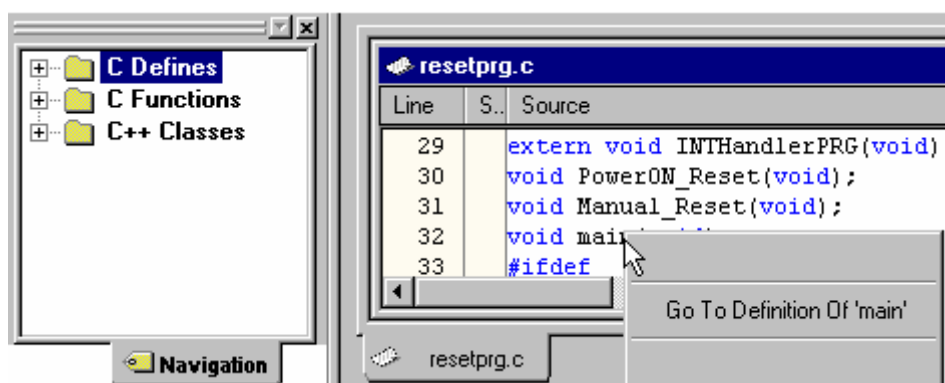 C Defines
C Functions
C++ Classes
Navigation
resetprg.c
Line S.. Source
29 extern void INTHandlerPRG(void)
30 void PowerON_Reset(void);
31 void Manual_Reset(void);
32 void main
33 #ifdef
Go To Definition Of 'main'
resetprg.c